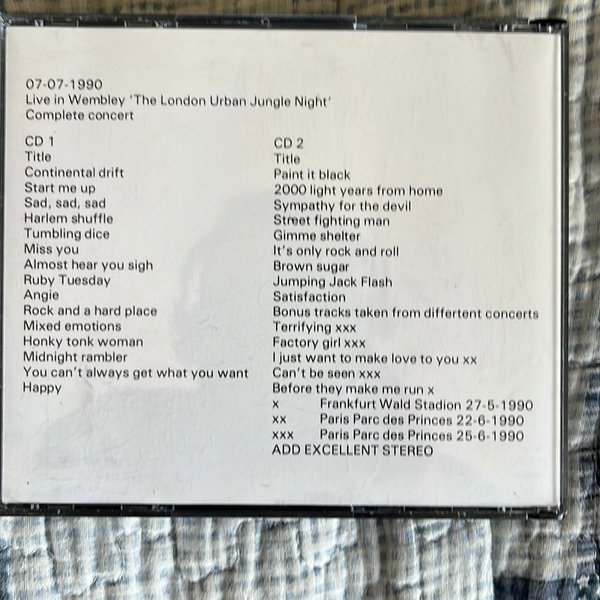 07-07-1990
Live in Wembley 'The London Urban Jungle Night'
Complete concert
CD 1
Title
Continental drift
Start me up
Sad, sad, sad
Harlem shuffle
Tumbling dice
Miss you
Almost hear you sigh
Ruby Tuesday
Angie
Rock and a hard place
Mixed emotions
Honky tonk woman
Midnight rambler
You can't always get what you want
Happy
CD 2
Title
Paint it black
2000 light years from home
Sympathy for the devil
Street fighting man
Gimme shelter
It's only rock and roll
Brown sugar
Jumping Jack Flash
Satisfaction
Bonus tracks taken from differtent concerts
Terrifying xxx
Factory girl xxx
I just want to make love to you xx
Can't be seen xxx
Before they make me run x
x Frankfurt Wald Stadion 27-5-1990
xx Paris Parc des Princes 22-6-1990
xxx Paris Parc des Princes 25-6-1990
ADD EXCELLENT STEREO